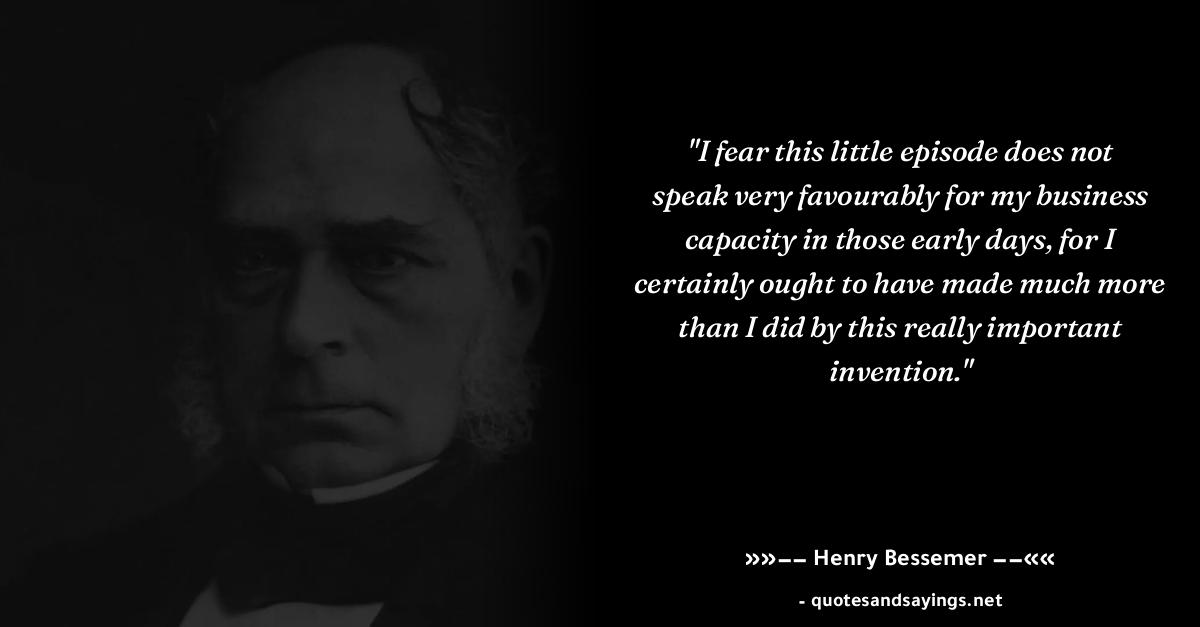 "I fear this little episode does not
speak very favourably for my business
capacity in those early days, for I
certainly ought to have made much more
than I did by this really important
invention."
»»–– Henry Bessemer ––««
- quotesandsayings.net